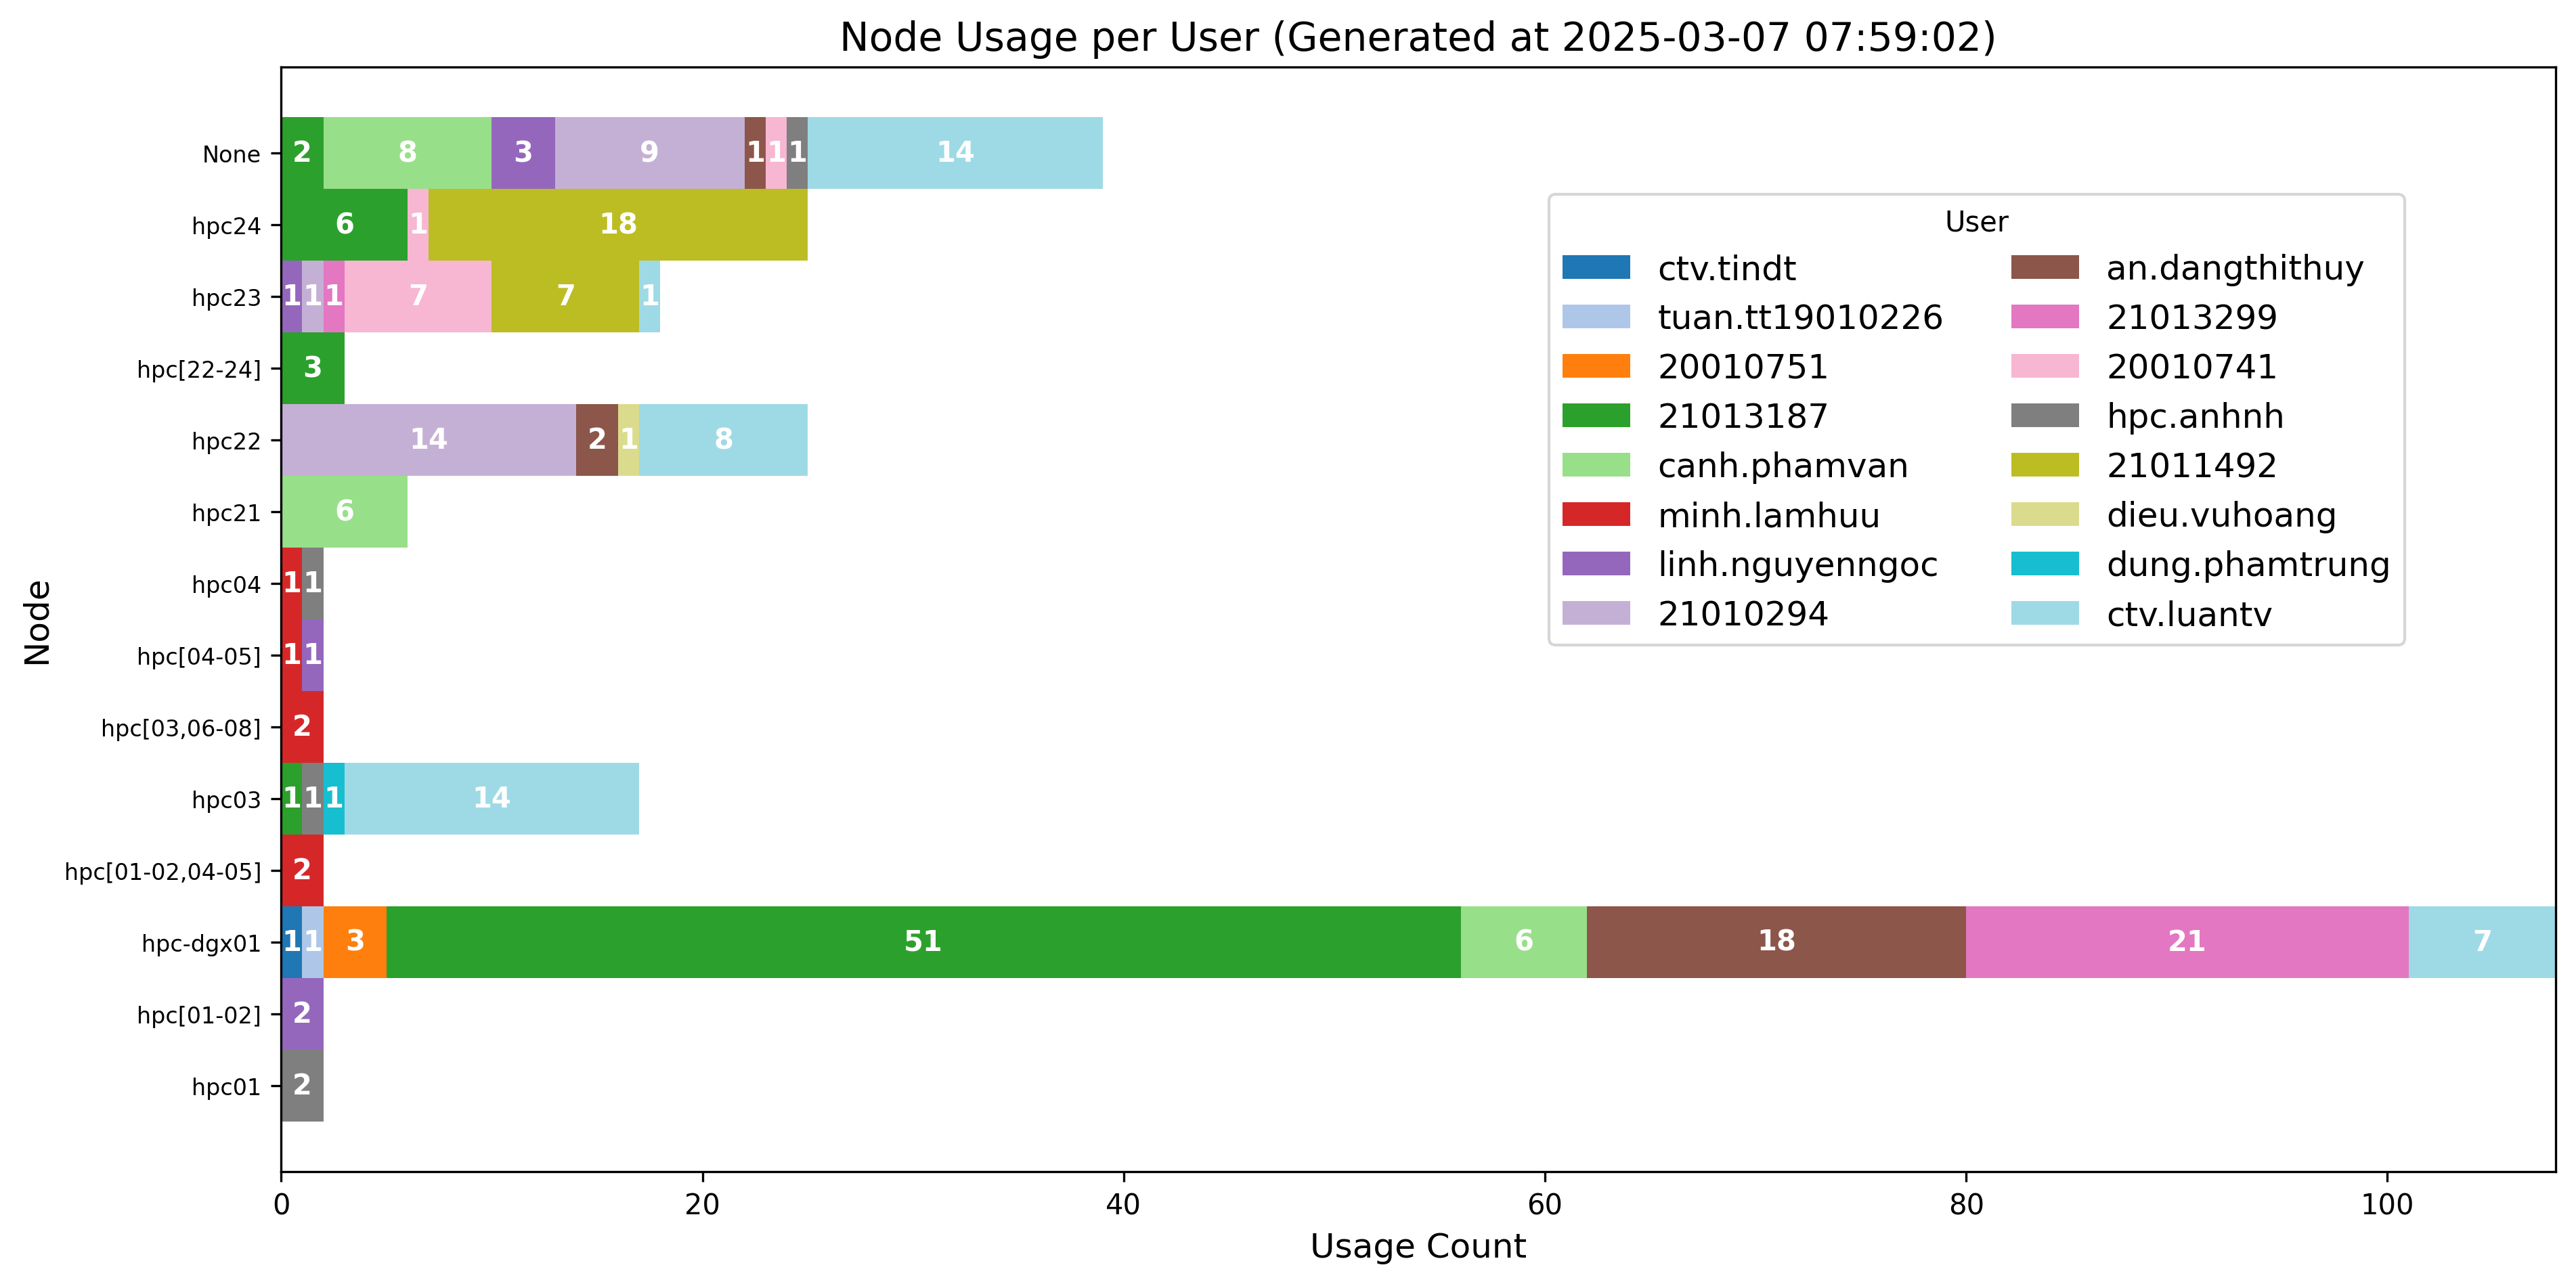 Node Usage per User (Generated at 2025-03-07 07:59:02)
None
2 8 3 9 1 1 1 14
hpc24
6 1 18
hpc23
1 1 1 7 7 1
hpc[22-24]
3
hpc22
14 2 1 8
hpc21
6
hpc04
1 1
hpc[04-05]
1 1
hpc[03,06-08]
2
hpc03
1 1 1 14
hpc[01-02,04-05]
2
hpc-dgx01
1 1 3 51 6 18 21 7
hpc[01-02]
2
hpc01
2
Node
0 20 40 60 80 100
Usage Count
User
ctv.tindt
tuan.tt19010226
20010751
21013187
canh.phamvan
minh.lamhuu
linh.nguyenngoc
21010294
an.dangthithuy
21013299
20010741
hpc.anhnh
21011492
dieu.vuhoang
dung.phamtrung
ctv.luantv